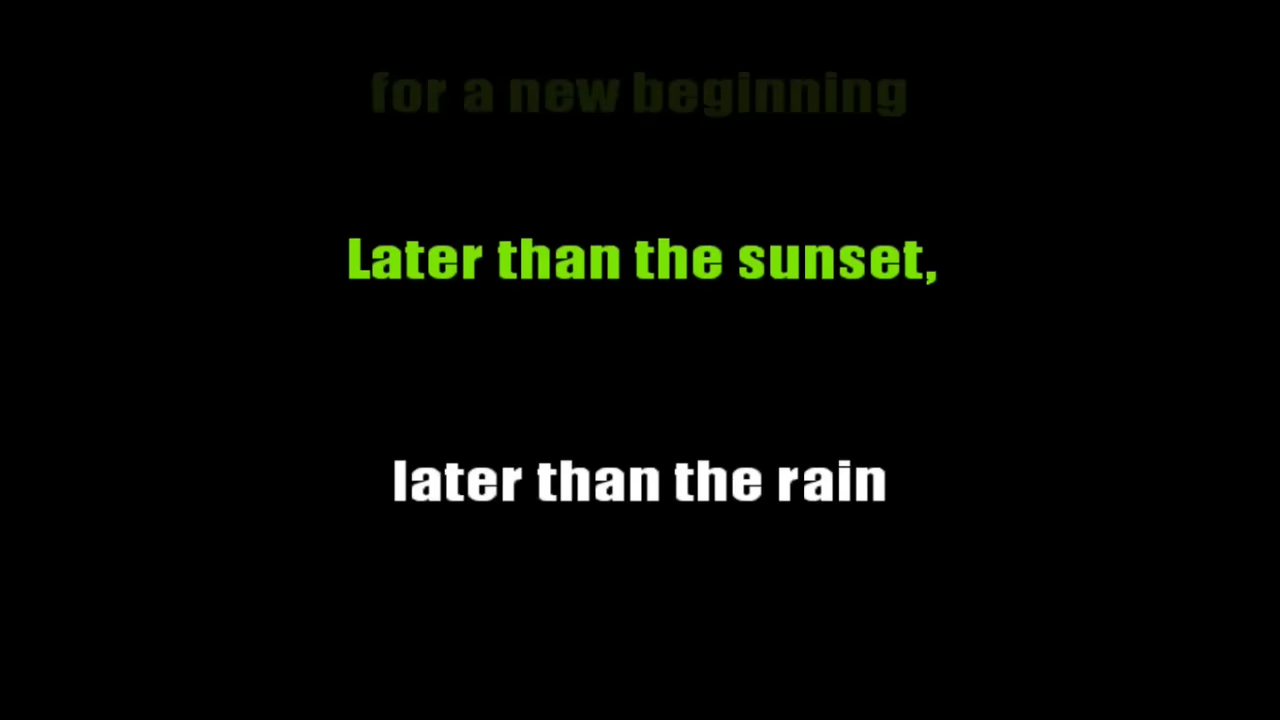 for a new beginning
Later than the sunset,
later than the rain